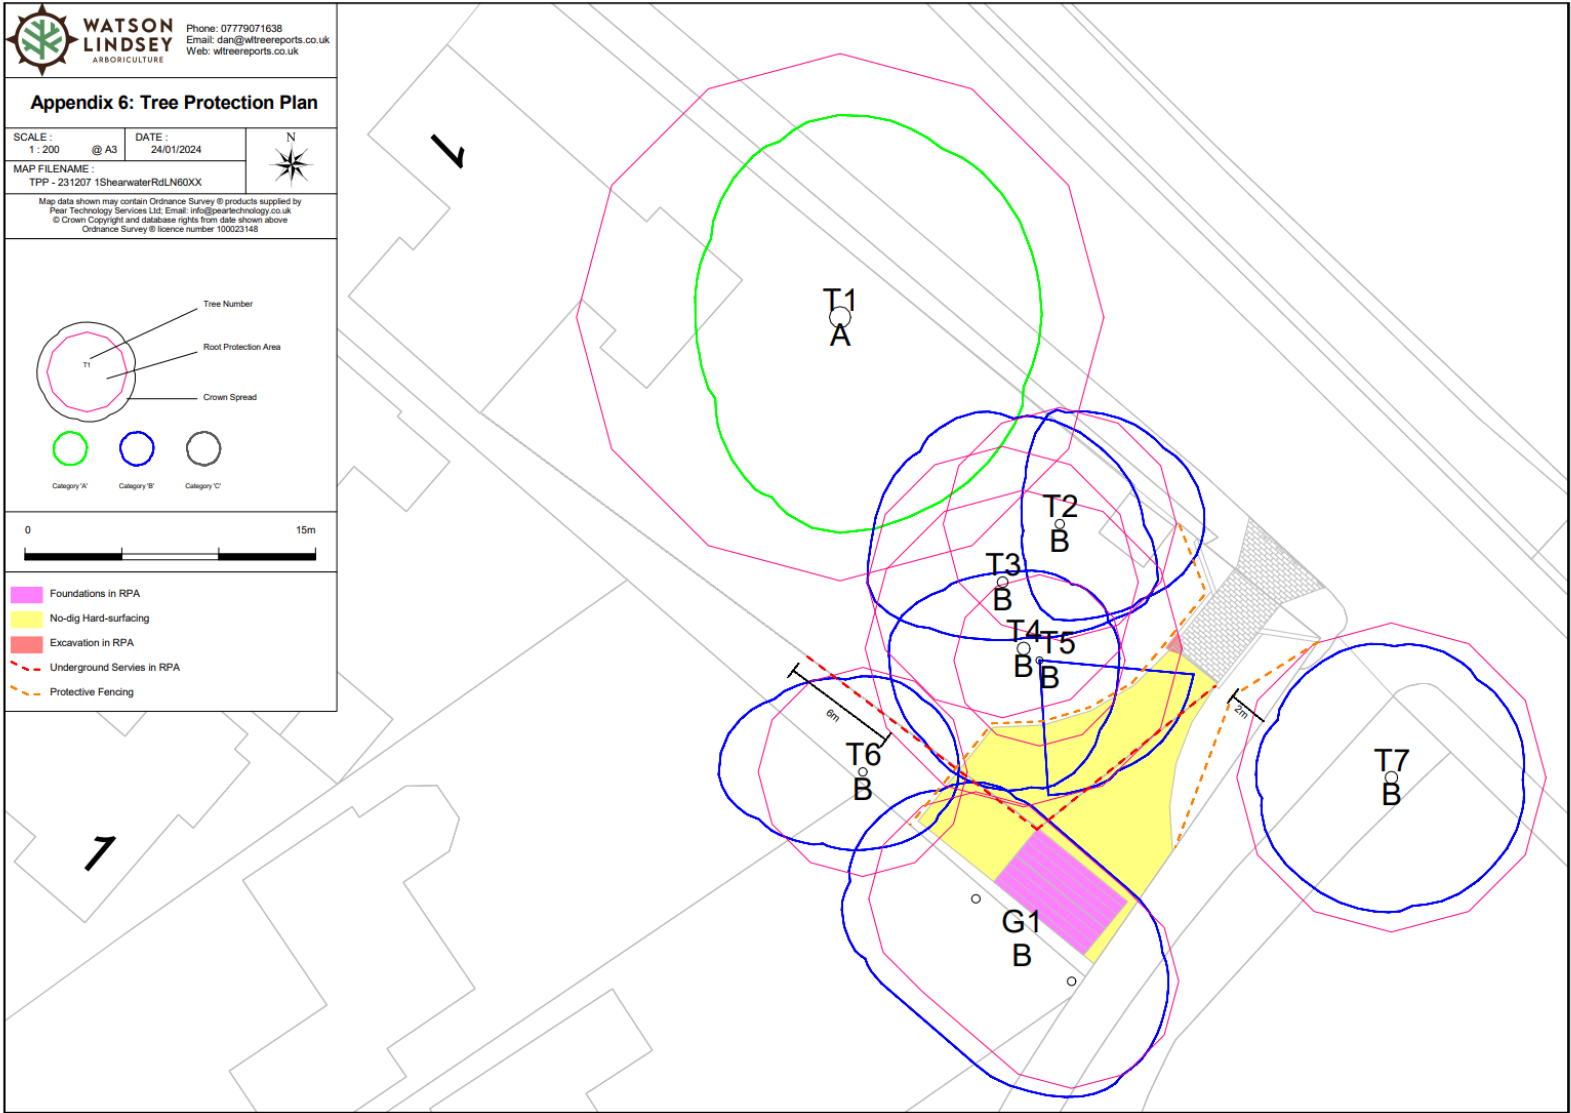 WATSON
LINDSEY
ARBORICULTURE
Phone: 07779071638
Email: dan@wltreereports.co.uk
Web: wltreereports.co.uk
Appendix 6: Tree Protection Plan
SCALE :
1 : 200 @ A3
DATE :
24/01/2024
N
MAP FILENAME :
TPP - 231207 1ShearwaterRdLN60XX
Map data shown may contain Ordnance Survey ® products supplied by
Pear Technology Services Ltd; Email: info@peartechnology.co.uk
© Crown Copyright and database rights from date shown above
Ordnance Survey ® licence number 100023148
Tree Number
Root Protection Area
T1
Crown Spread
Category 'A'
Category 'B'
Category 'C'
0
15m
Foundations in RPA
No-dig Hard-surfacing
Excavation in RPA
Underground Servies in RPA
Protective Fencing
1
1
T1
A
T2
B
T3
B
T4
B
T5
B
6m
T6
B
2m
T7
B
G1
B